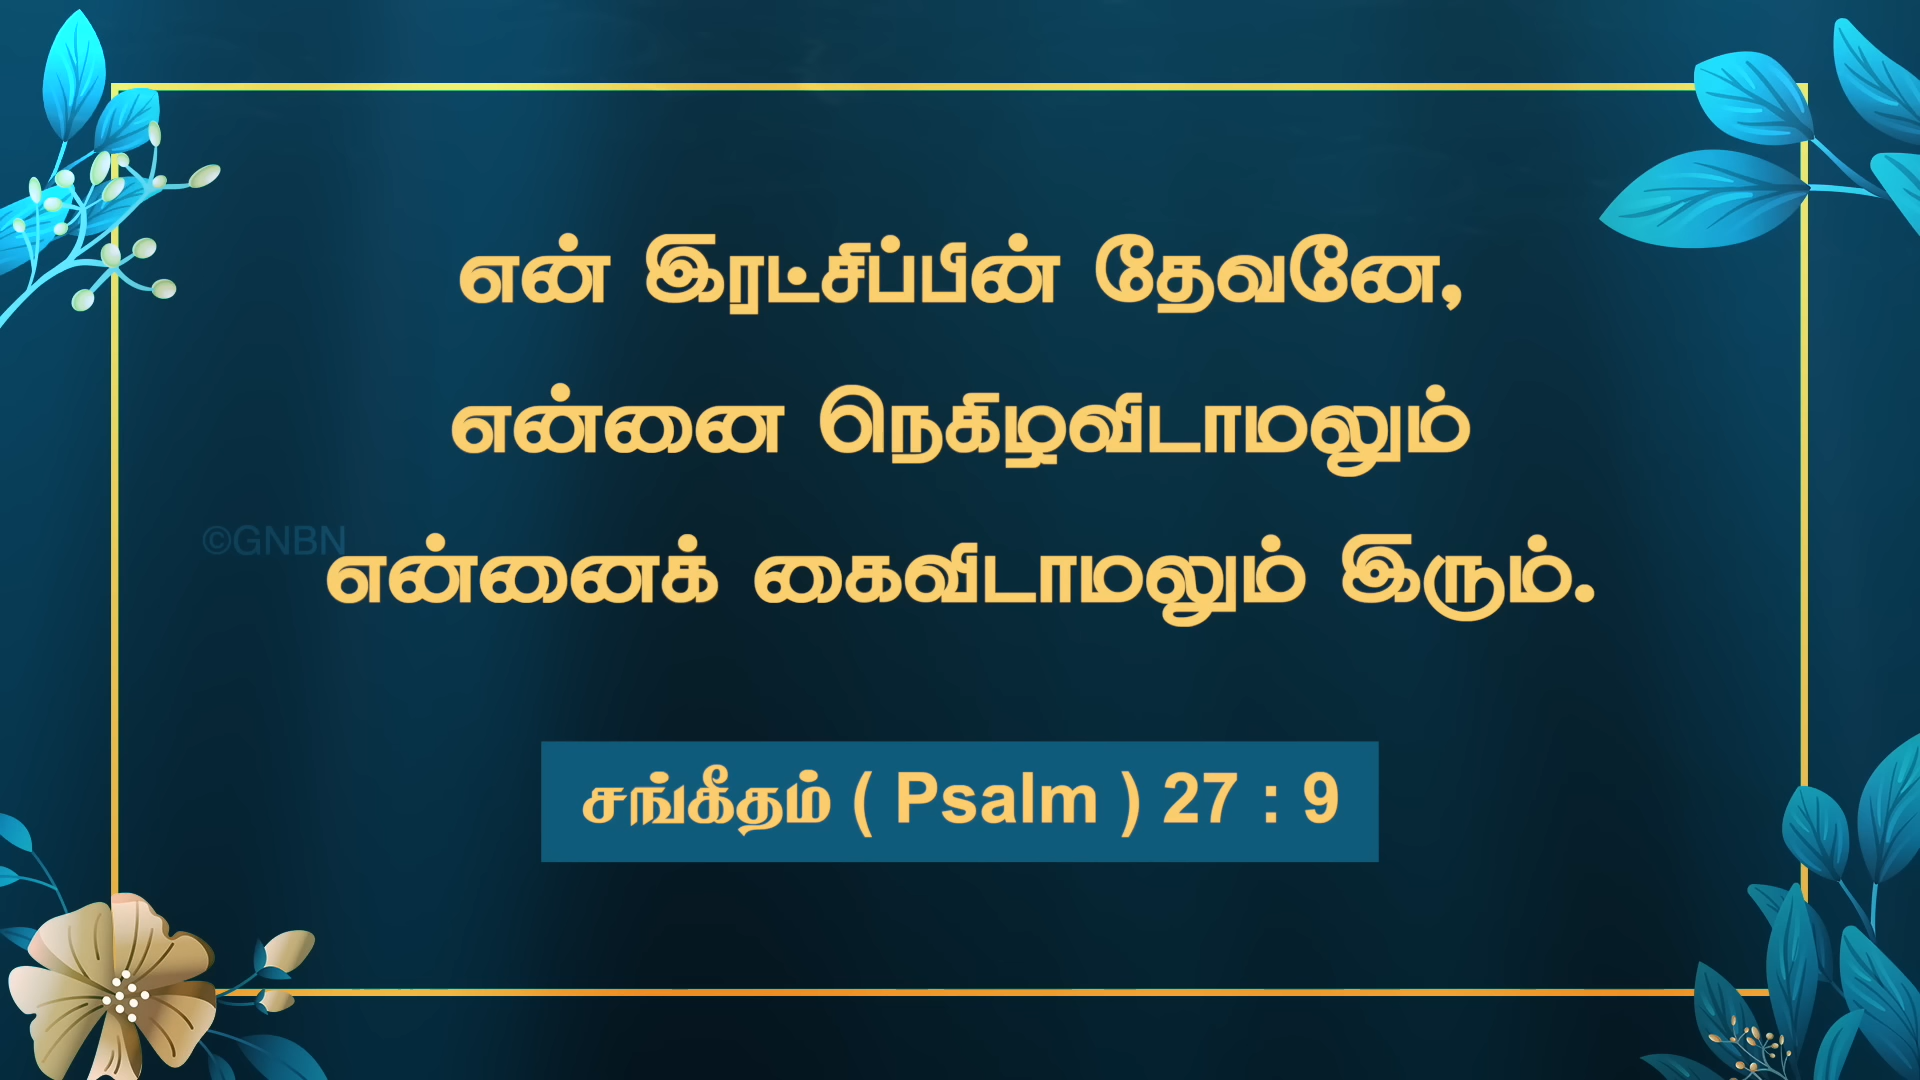 என் இரட்சிப்பின் தேவனே,
என்னை நெகிழவிடாமலும்
©GNBN
என்னைக் கைவிடாமலும் இரும்.
சங்கீதம் ( Psalm ) 27 : 9